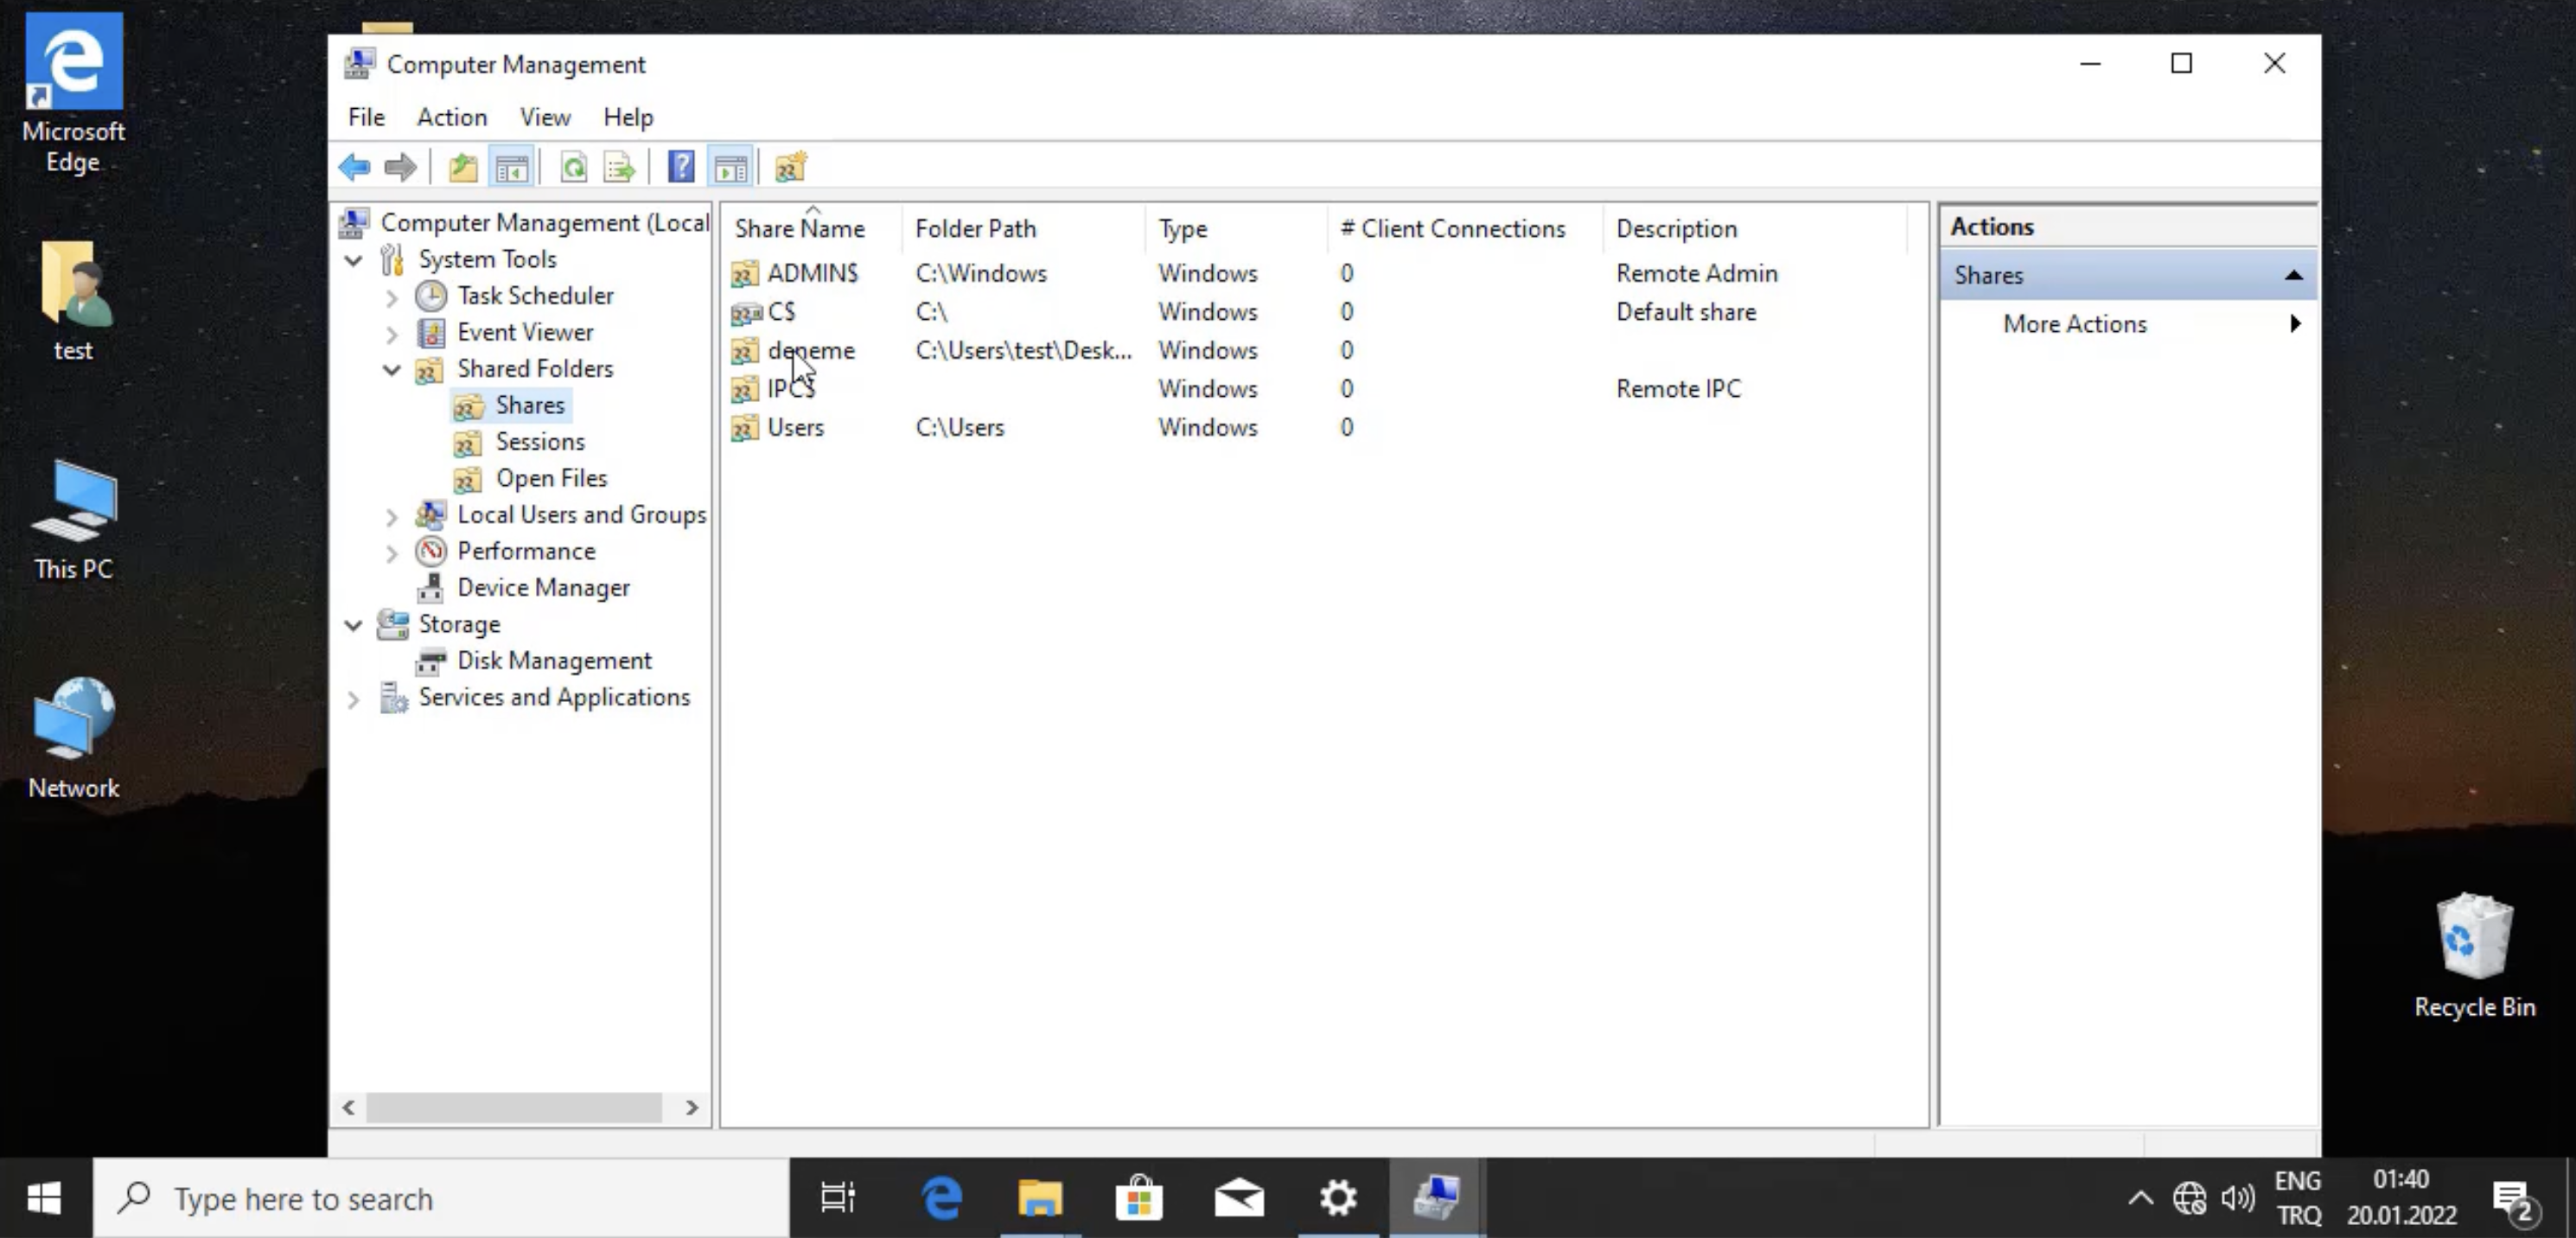 Microsoft
Edge
test
This PC
Network
Recycle Bin
Computer Management
File Action View Help
Computer Management (Local
System Tools
Task Scheduler
Event Viewer
Shared Folders
Shares
Sessions
Open Files
Local Users and Groups
Performance
Device Manager
Storage
Disk Management
Services and Applications
Share Name Folder Path Type # Client Connections Description
ADMIN$ C:\Windows Windows 0 Remote Admin
C$ C:\ Windows 0 Default share
deneme C:\Users\test\Desk... Windows 0
IPC$ Windows 0 Remote IPC
Users C:\Users Windows 0
Actions
Shares
More Actions
Type here to search
ENG
TRQ
01:40
20.01.2022
2